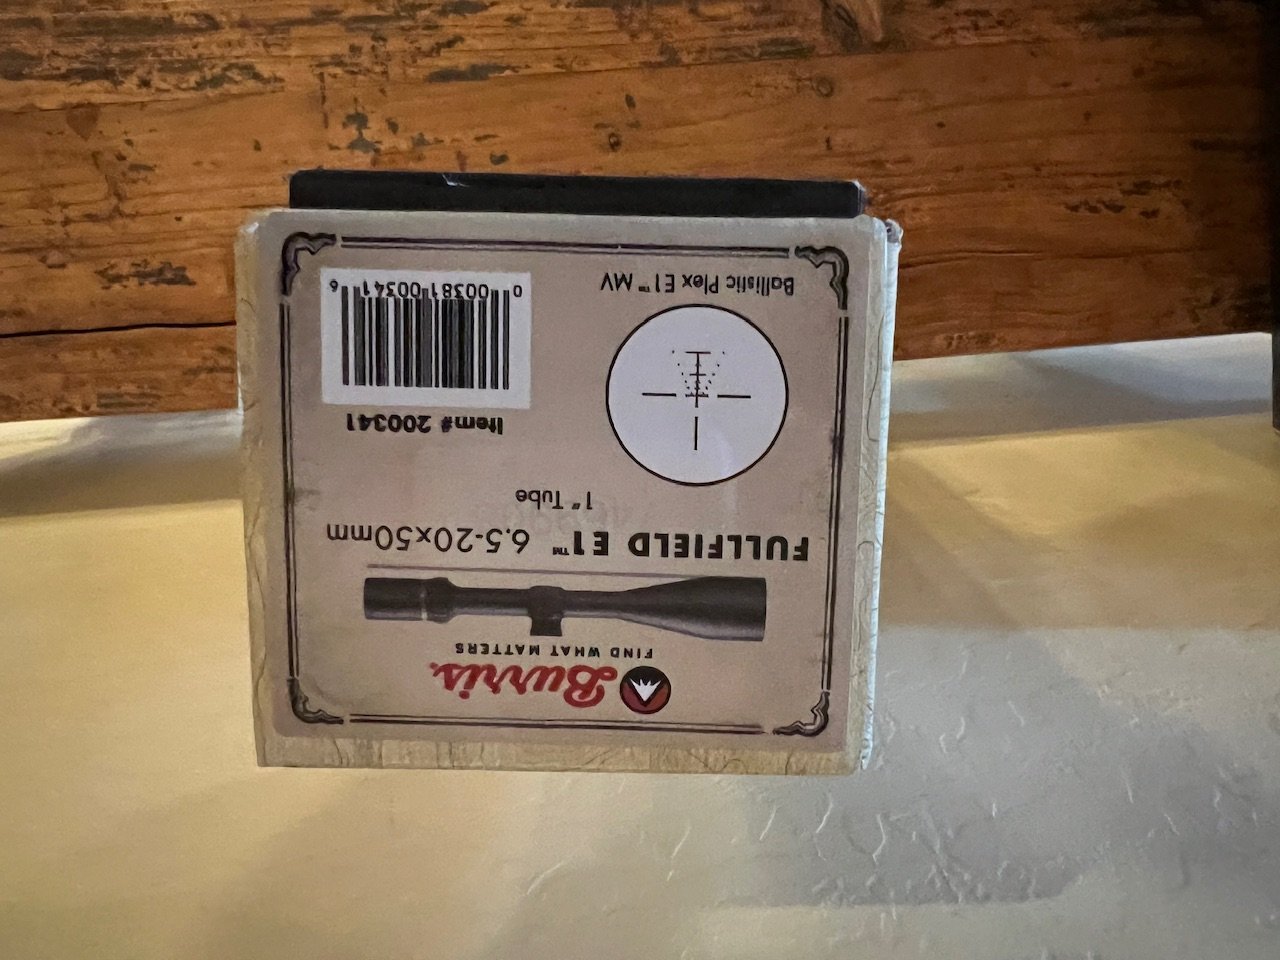 Burris.
FIND WHAT MATTERS
FULLFIELD E1™ 6.5-20x50mm
1" Tube
Item# 200341
0 00381 00341 6
Ballistic Plex E1™ MV